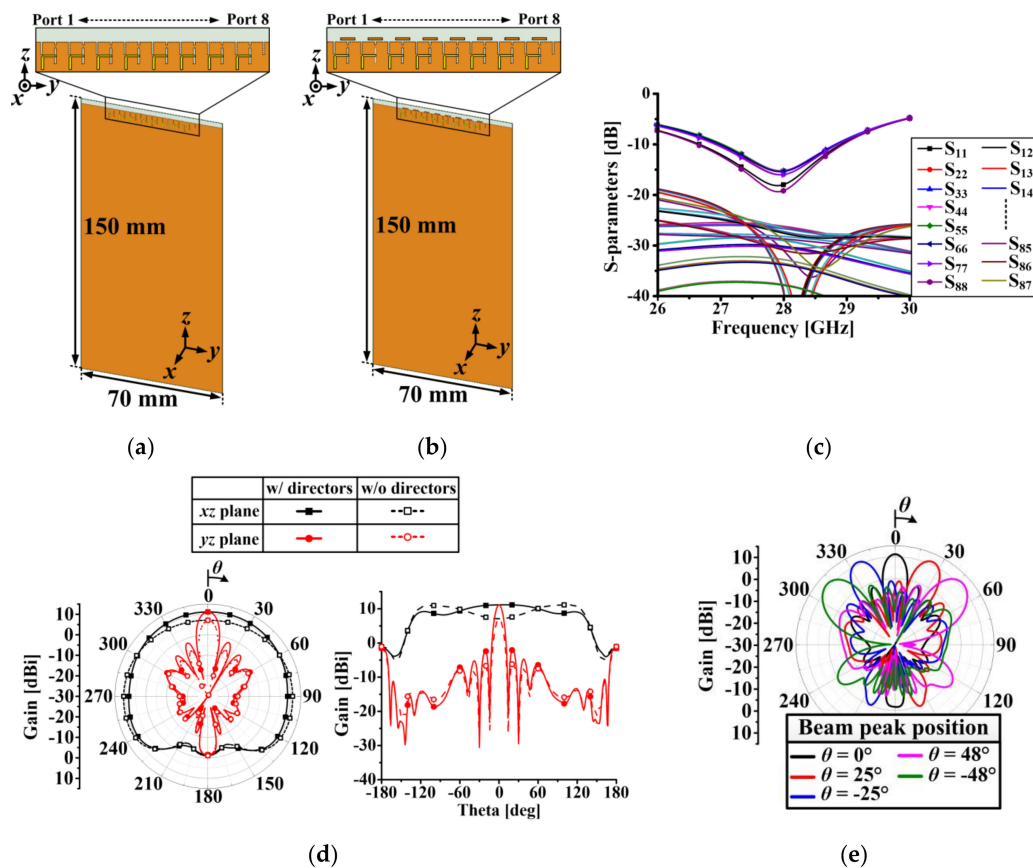 Port 1 Port 8
z
x
y
150 mm
z
y
x
70 mm
(a)
Port 1 Port 8
z
x
y
150 mm
z
y
x
70 mm
(b)
S-parameters [dB]
0
-10
-20
-30
-40
26 27 28 29 30
Frequency [GHz]
S11 S12
S22 S13
S33 S14
S44
S55
S66 S85
S77 S86
S88 S87
(c)
w/ directors w/o directors
xz plane
yz plane
θ
0
30
60
90
120
180
210
240
270
300
330
Gain [dBi]
10
0
-10
-20
-30
-20
-10
0
10
Gain [dBi]
10
0
-10
-20
-30
-40
-180 -120 -60 0 60 120 180
Theta [deg]
(d)
θ
0
30
60
90
120
240
270
300
330
Gain [dBi]
10
0
-10
-20
-30
-20
-10
0
10
Beam peak position
θ = 0° θ = 48°
θ = 25° θ = -48°
θ = -25°
(e)